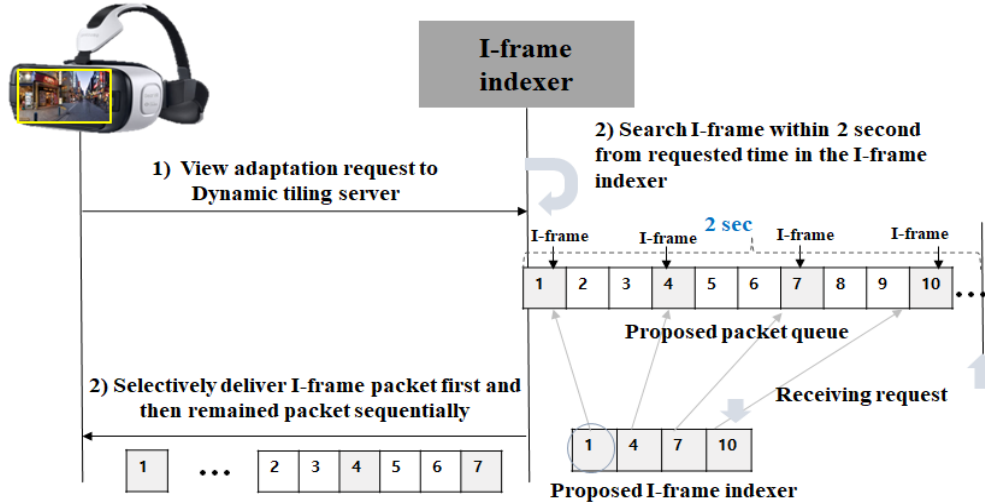 I-frame
indexer
2) Search I-frame within 2 second
from requested time in the I-frame
indexer
1) View adaptation request to
Dynamic tiling server
2 sec
I-frame
I-frame
I-frame
I-frame
1 2 3 4 5 6 7 8 9 10 ...
Proposed packet queue
2) Selectively deliver I-frame packet first and
then remained packet sequentially
Receiving request
1 4 7 10
1 ... 2 3 4 5 6 7
Proposed I-frame indexer